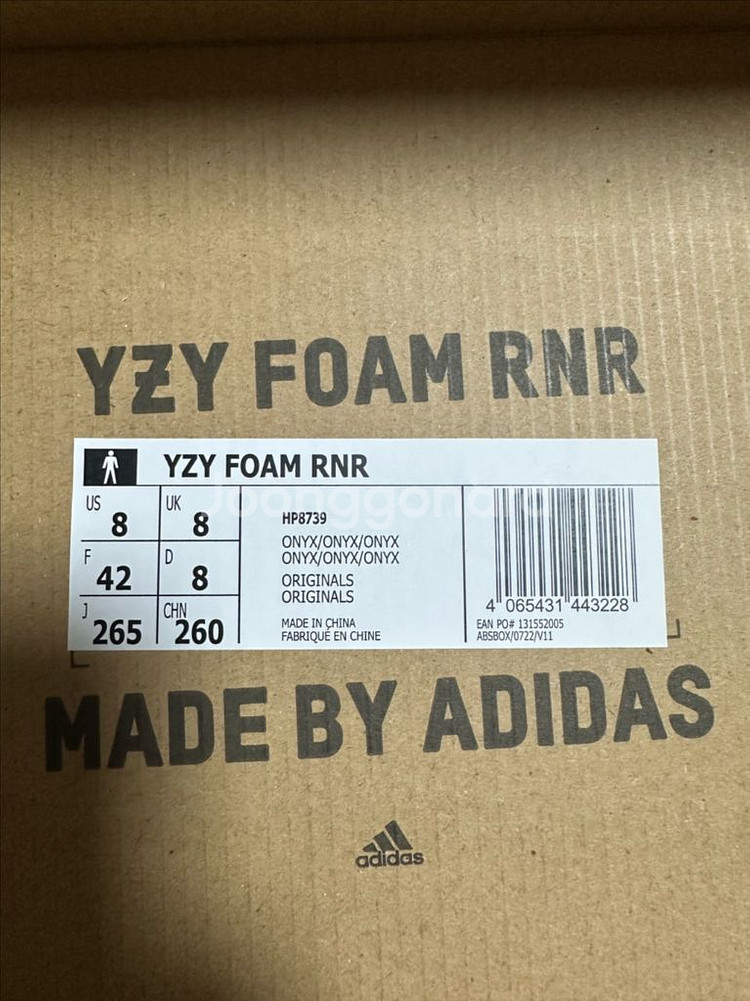 YZY FOAM RNR
YZY FOAM RNR
US 8 UK 8
F 42 D 8
J 265 CHN 260
HP8739
ONYX/ONYX/ONYX
ONYX/ONYX/ONYX
ORIGINALS
ORIGINALS
MADE IN CHINA
FABRIQUÉ EN CHINE
4 065431 443228
EAN PO# 131552005
ABSBOX/0722/V11
MADE BY ADIDAS
adidas